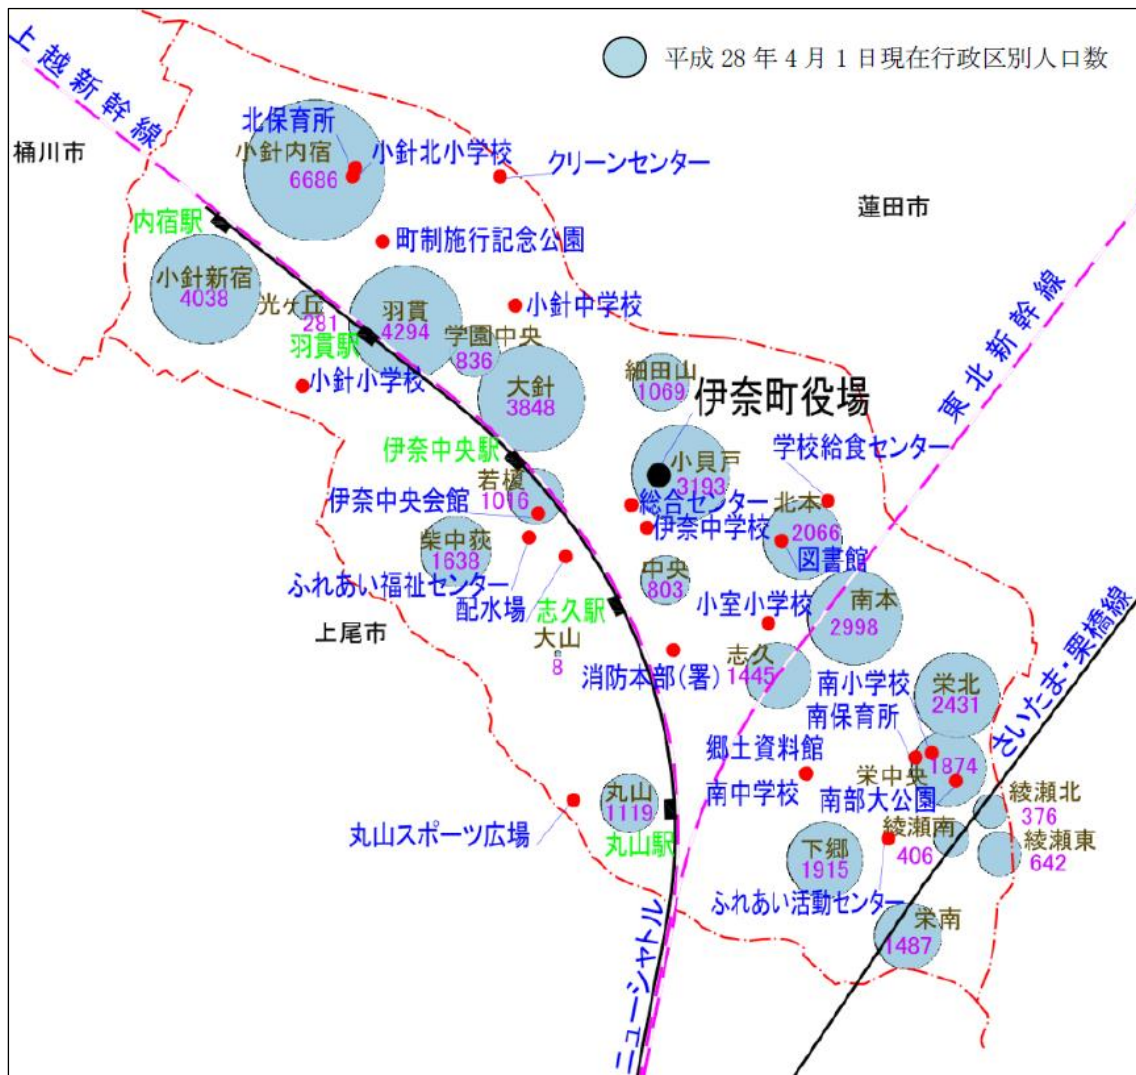 平成 28 年 4 月 1 日現在行政区別人口数
上越新幹線
桶川市
北保育所
小針内宿
6686
小針北小学校
クリーンセンター
蓮田市
内宿駅
町制施行記念公園
小針新宿
4038
光ヶ丘
281
羽貫
4294
小針中学校
東北新幹線
羽貫駅
学園中央
836
小針小学校
大針
3848
細田山
1069
伊奈町役場
伊奈中央駅
学校給食センター
小貝戸
3193
若榎
1016
伊奈中央会館
総合センター
北本
2066
伊奈中学校
図書館
柴中荻
1638
ふれあい福祉センター
配水場
中央
803
志久駅
小室小学校
南本
2998
上尾市
大山
8
消防本部(署)
志久
1445
南小学校
栄北
2431
さいたま・栗橋線
南保育所
郷土資料館
栄中央
1874
南中学校
南部大公園
丸山
1119
綾瀬北
376
丸山スポーツ広場
丸山駅
下郷
1915
綾瀬南
406
綾瀬東
642
ふれあい活動センター
栄南
1487
ニューシャトル